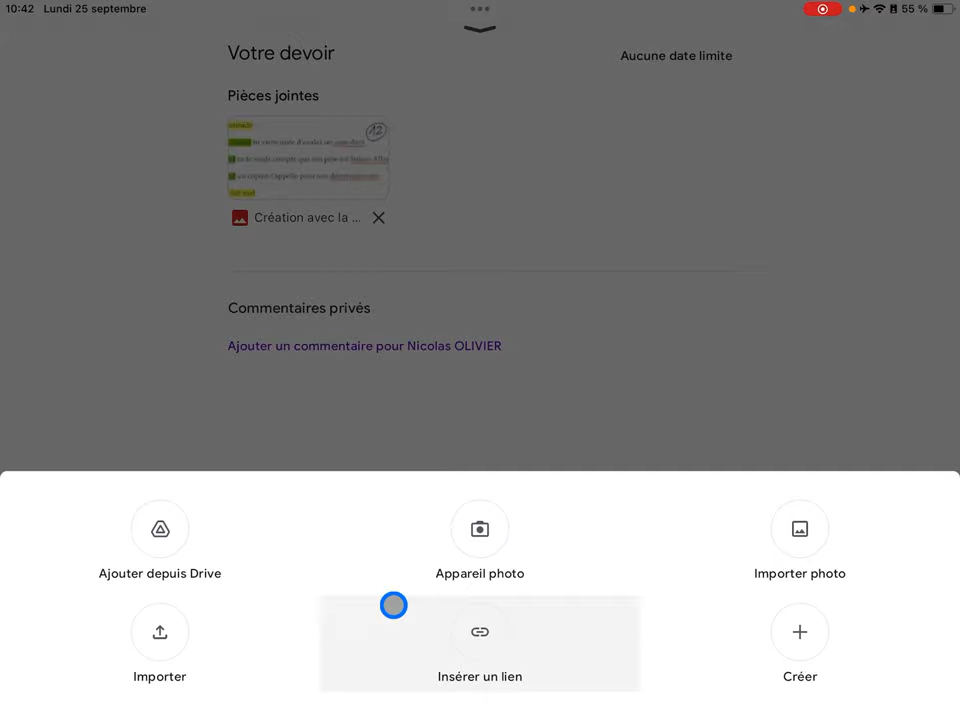 10:42 Lundi 25 septembre
55 %
Votre devoir
Aucune date limite
Pièces jointes
12
Création avec la ...
Commentaires privés
Ajouter un commentaire pour Nicolas OLIVIER
Ajouter depuis Drive
Appareil photo
Importer photo
Importer
Insérer un lien
Créer